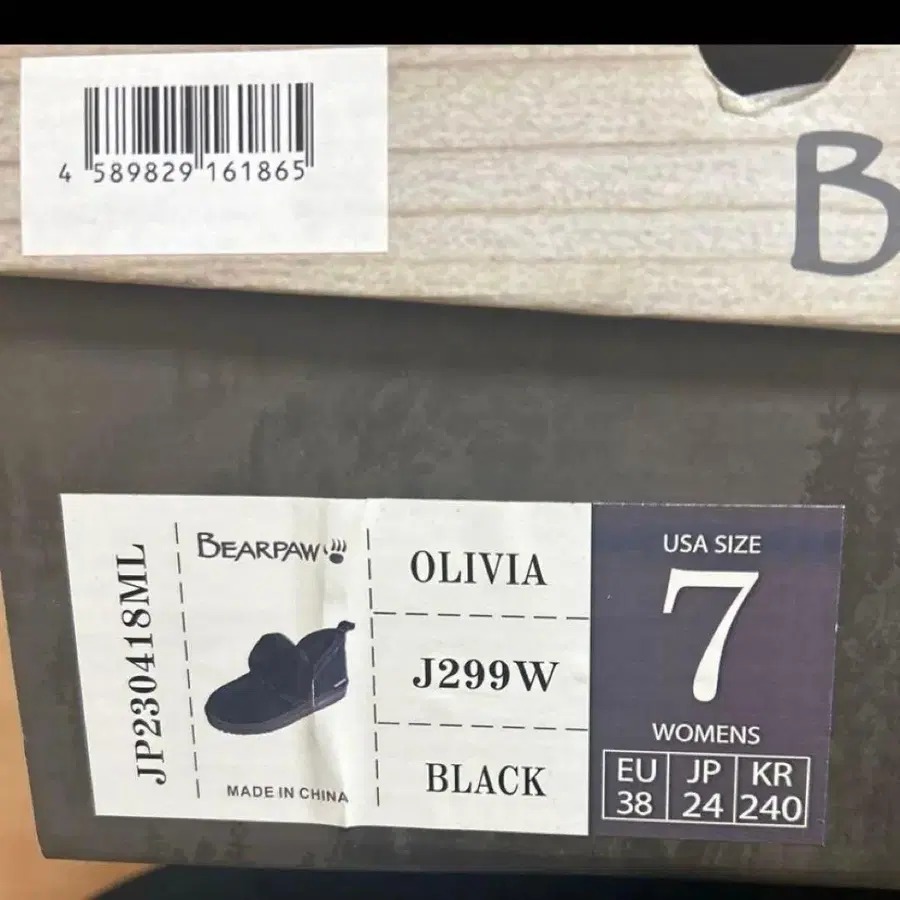 4 589829 161865
B
JP230418ML
BEARPAW
MADE IN CHINA
OLIVIA
J299W
BLACK
USA SIZE
7
WOMENS
EU JP KR
38 24 240